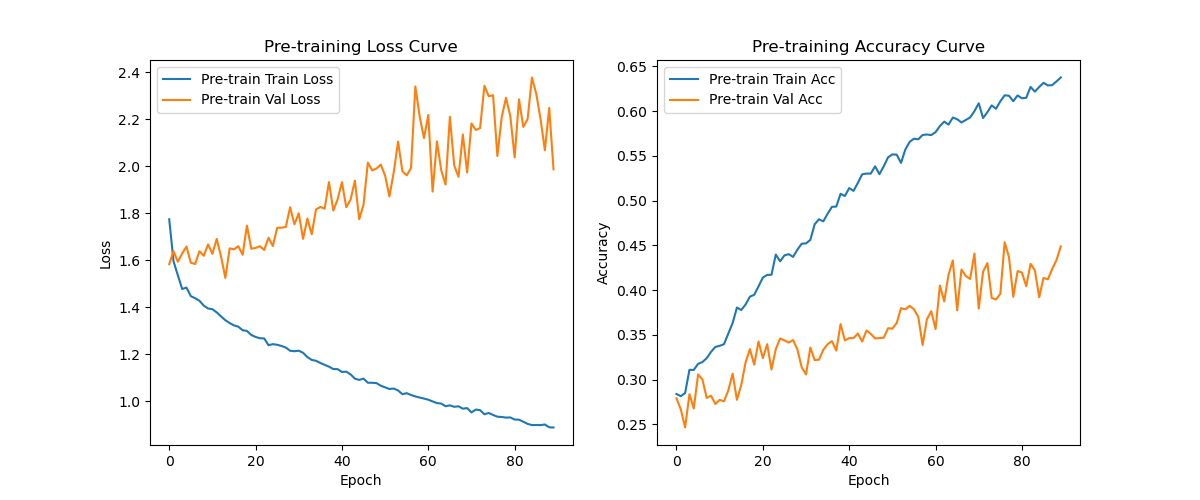 Pre-training Loss Curve
Pre-train Train Loss
Pre-train Val Loss
2.4
2.2
2.0
1.8
1.6
1.4
1.2
1.0
Loss
0
20
40
60
80
Epoch
Pre-training Accuracy Curve
Pre-train Train Acc
Pre-train Val Acc
0.65
0.60
0.55
0.50
0.45
0.40
0.35
0.30
0.25
Accuracy
0
20
40
60
80
Epoch